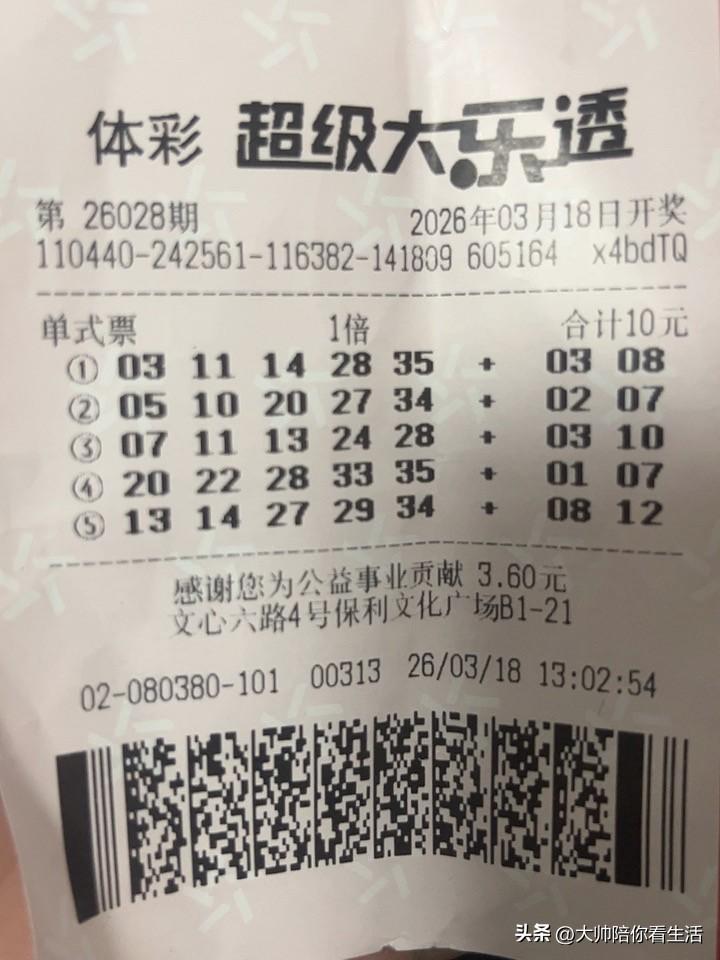 体彩 超级大乐透
第 26028期 2026年03月18日开奖
110440-242561-116382-141809 605164 x4bdTQ
单式票 1倍 合计10元
① 03 11 14 28 35 + 03 08
② 05 10 20 27 34 + 02 07
③ 07 11 13 24 28 + 03 10
④ 20 22 28 33 35 + 01 07
⑤ 13 14 27 29 34 + 08 12
感谢您为公益事业贡献 3.60元
文心六路4号保利文化广场B1-21
02-080380-101 00313 26/03/18 13:02:54
头条 @大帅陪你看生活